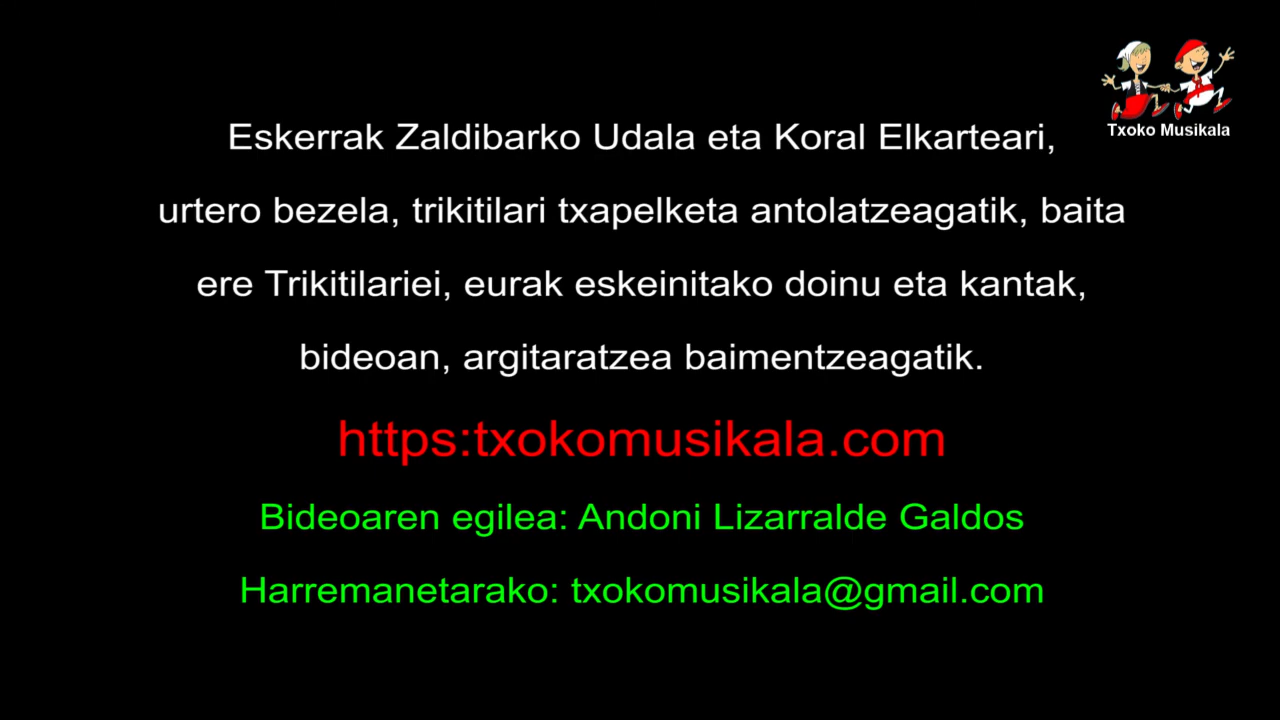 Txoko Musikala
Eskerrak Zaldibarko Udala eta Koral Elkarteari,
urtero bezela, trikitilari txapelketa antolatzeagatik, baita
ere Trikitilariei, eurak eskeinitako doinu eta kantak,
bideoan, argitaratzea baimentzeagatik.
https:txokomusikala.com
Bideoaren egilea: Andoni Lizarralde Galdos
Harremanetarako: txokomusikala@gmail.com